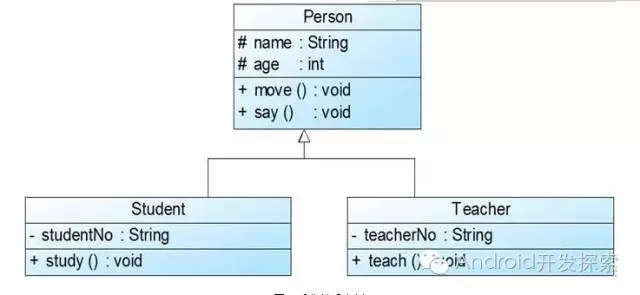 Person
# name : String
# age : int
+ move () : void
+ say () : void
Student
- studentNo : String
+ study () : void
Teacher
- teacherNo : String
+ teach () : void
Android开发探索